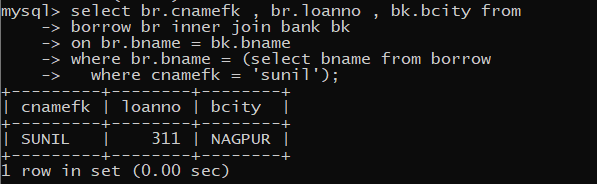 mysql> select br.cnamefk , br.loanno , bk.bcity from
    -> borrow br inner join bank bk
    -> on br.bname = bk.bname
    -> where br.bname = (select bname from borrow
    ->   where cnamefk = 'sunil');
+---------+--------+--------+
| cnamefk | loanno | bcity  |
+---------+--------+--------+
| SUNIL   |    311 | NAGPUR |
+---------+--------+--------+
1 row in set (0.00 sec)